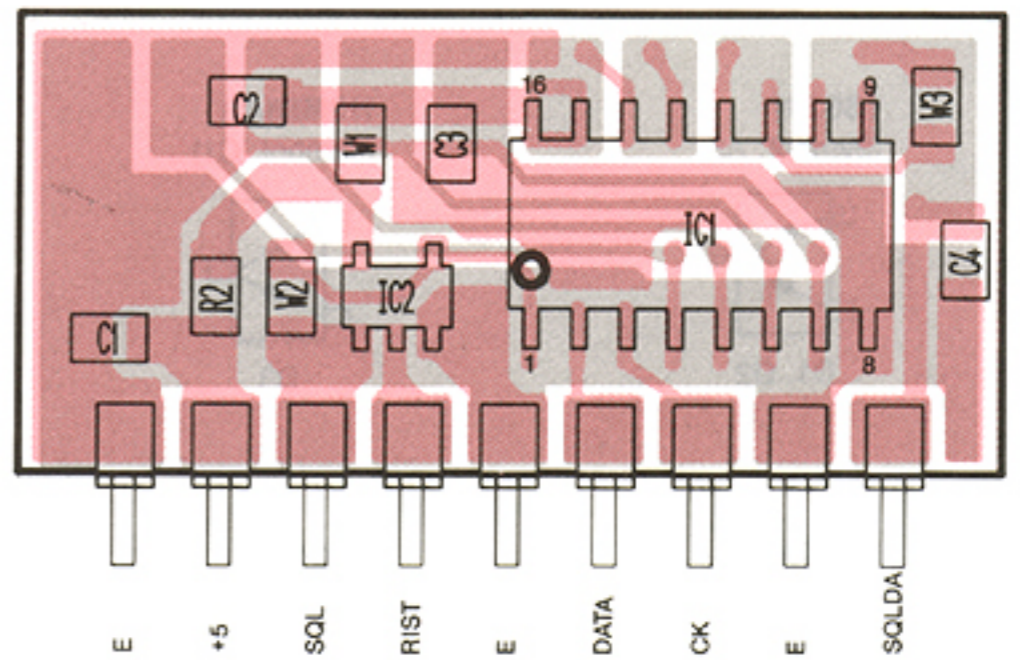 C2
W1
C3
16
9
W3
IC1
C4
R2
W2
IC2
C1
1
8
E
+5
SQL
RIST
E
DATA
CK
E
SQLDA